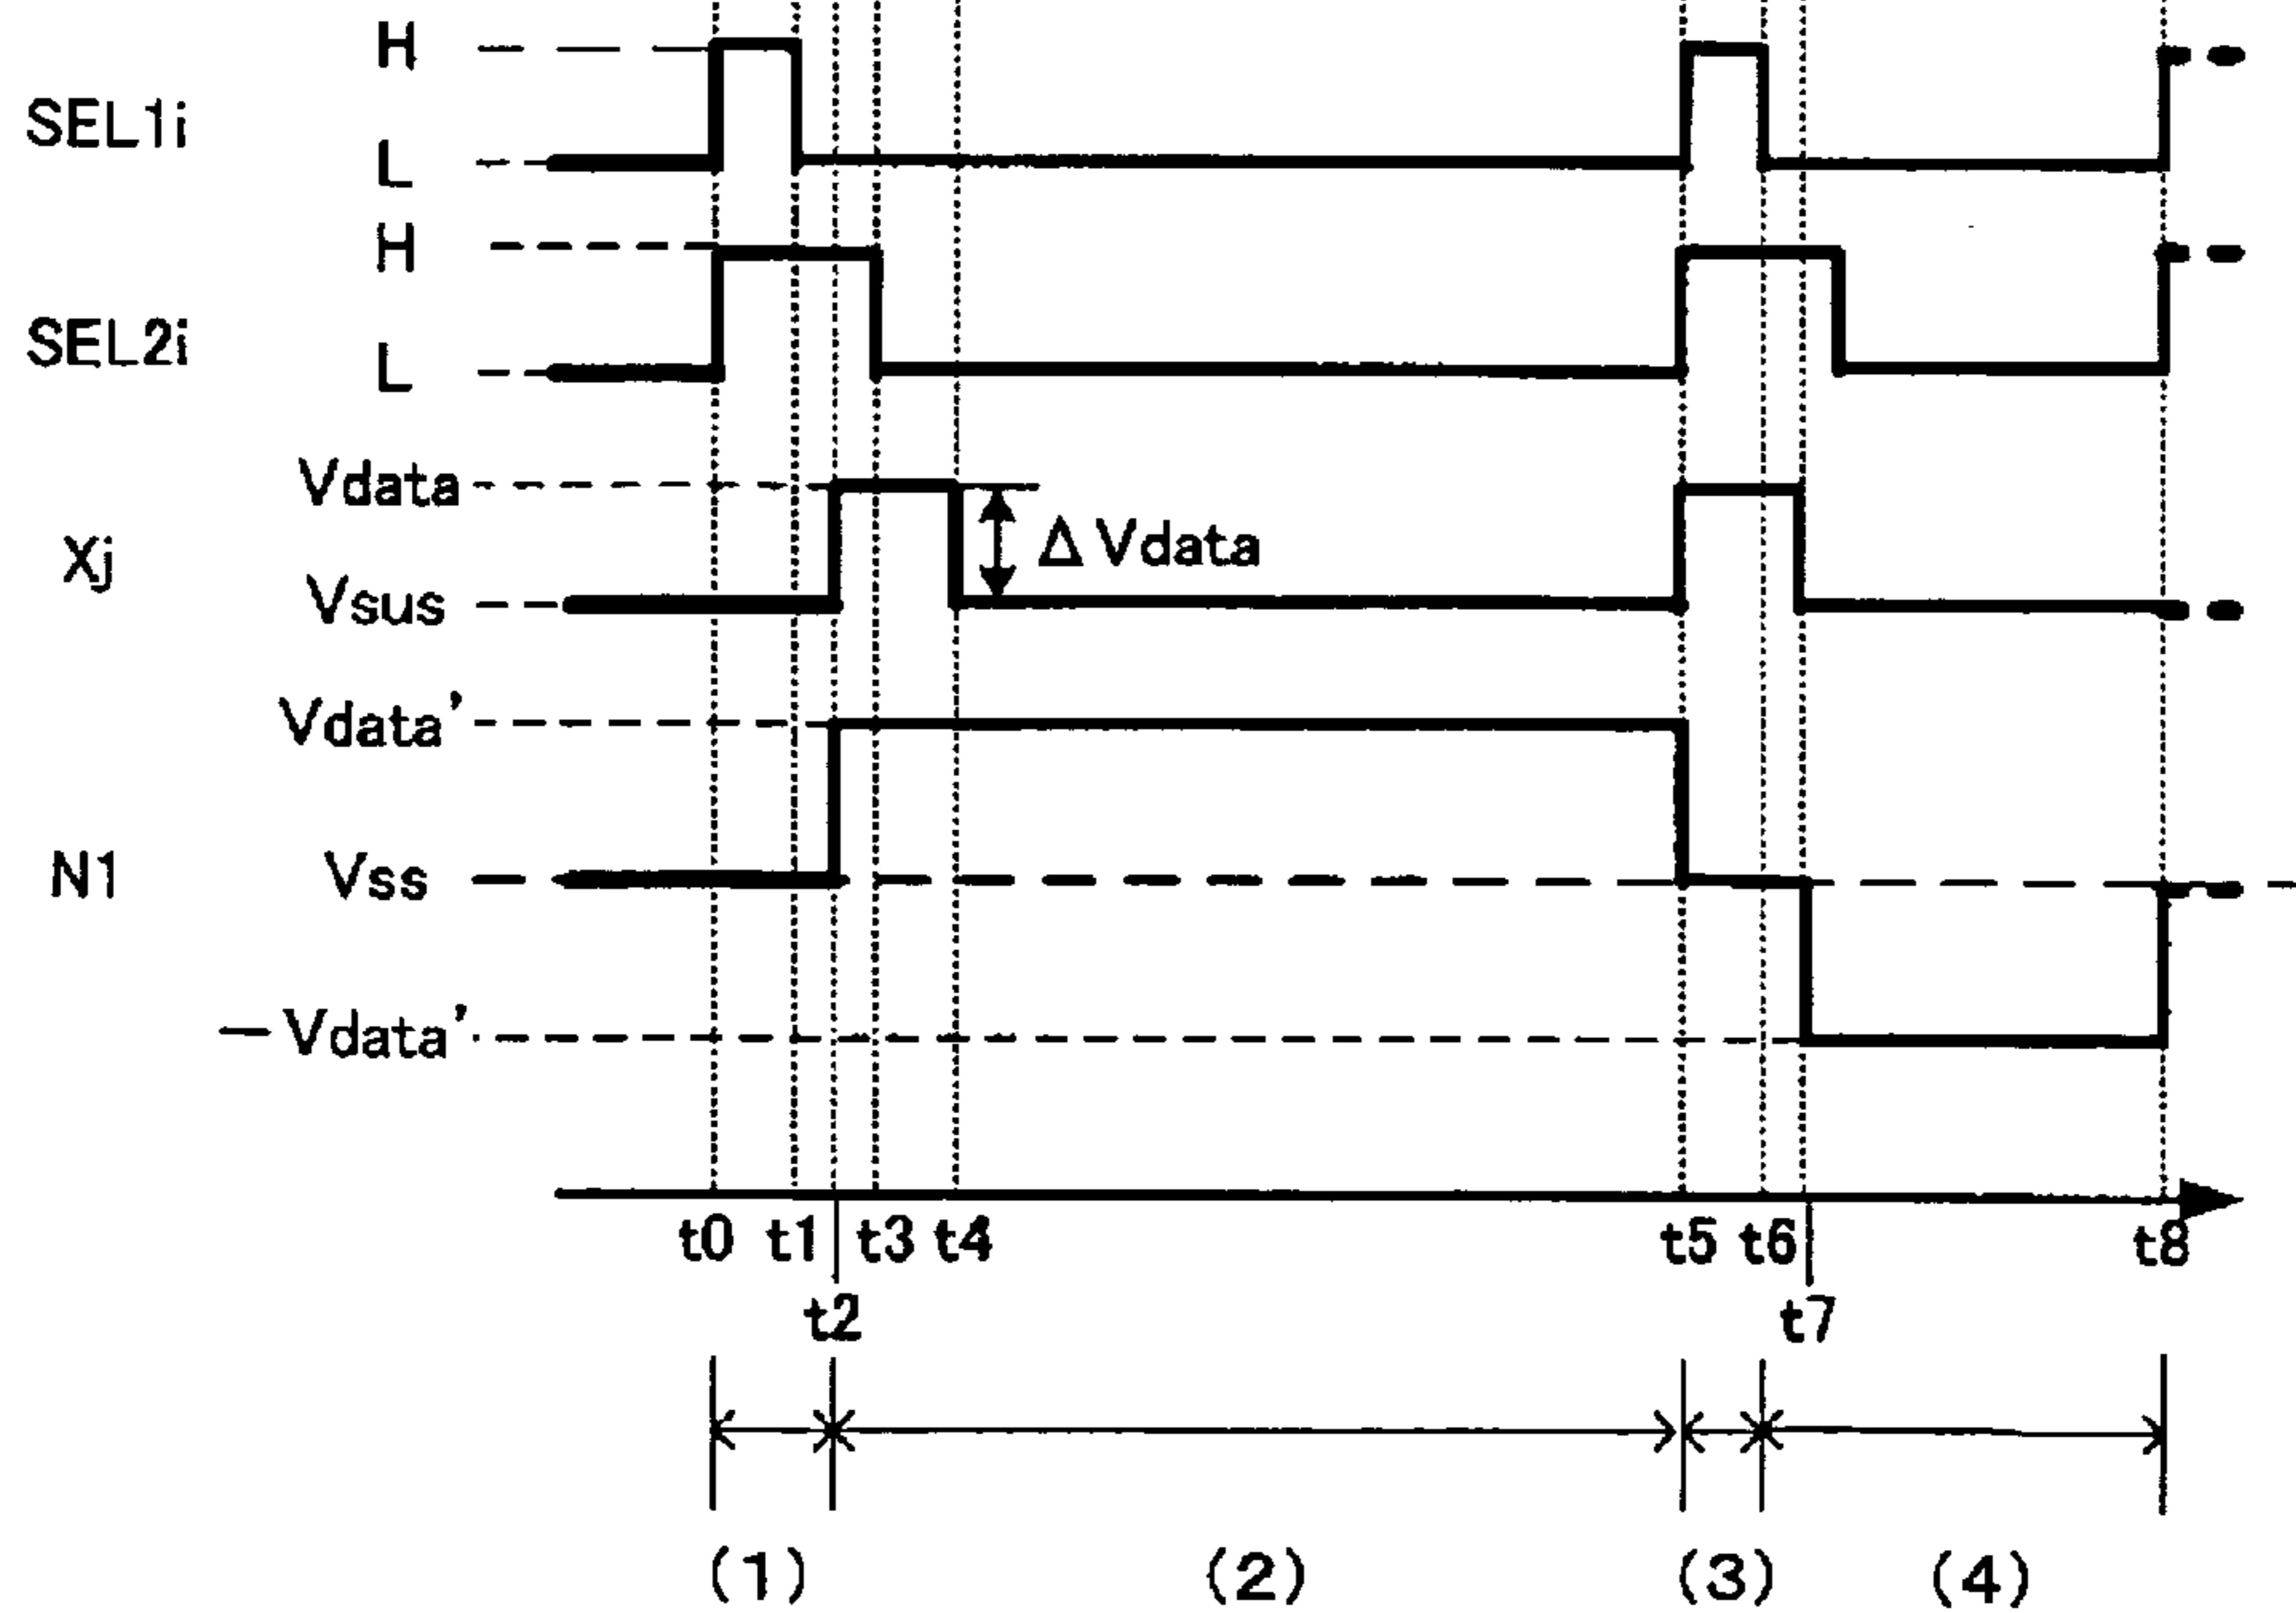 H
SEL1i
L
H
SEL2i
L
Vdata
ΔVdata
Xj
Vsus
Vdata'
N1 Vss
−Vdata'
t0 t1 t3 t4 t5 t6 t8
t2 t7
(1) (2) (3) (4)